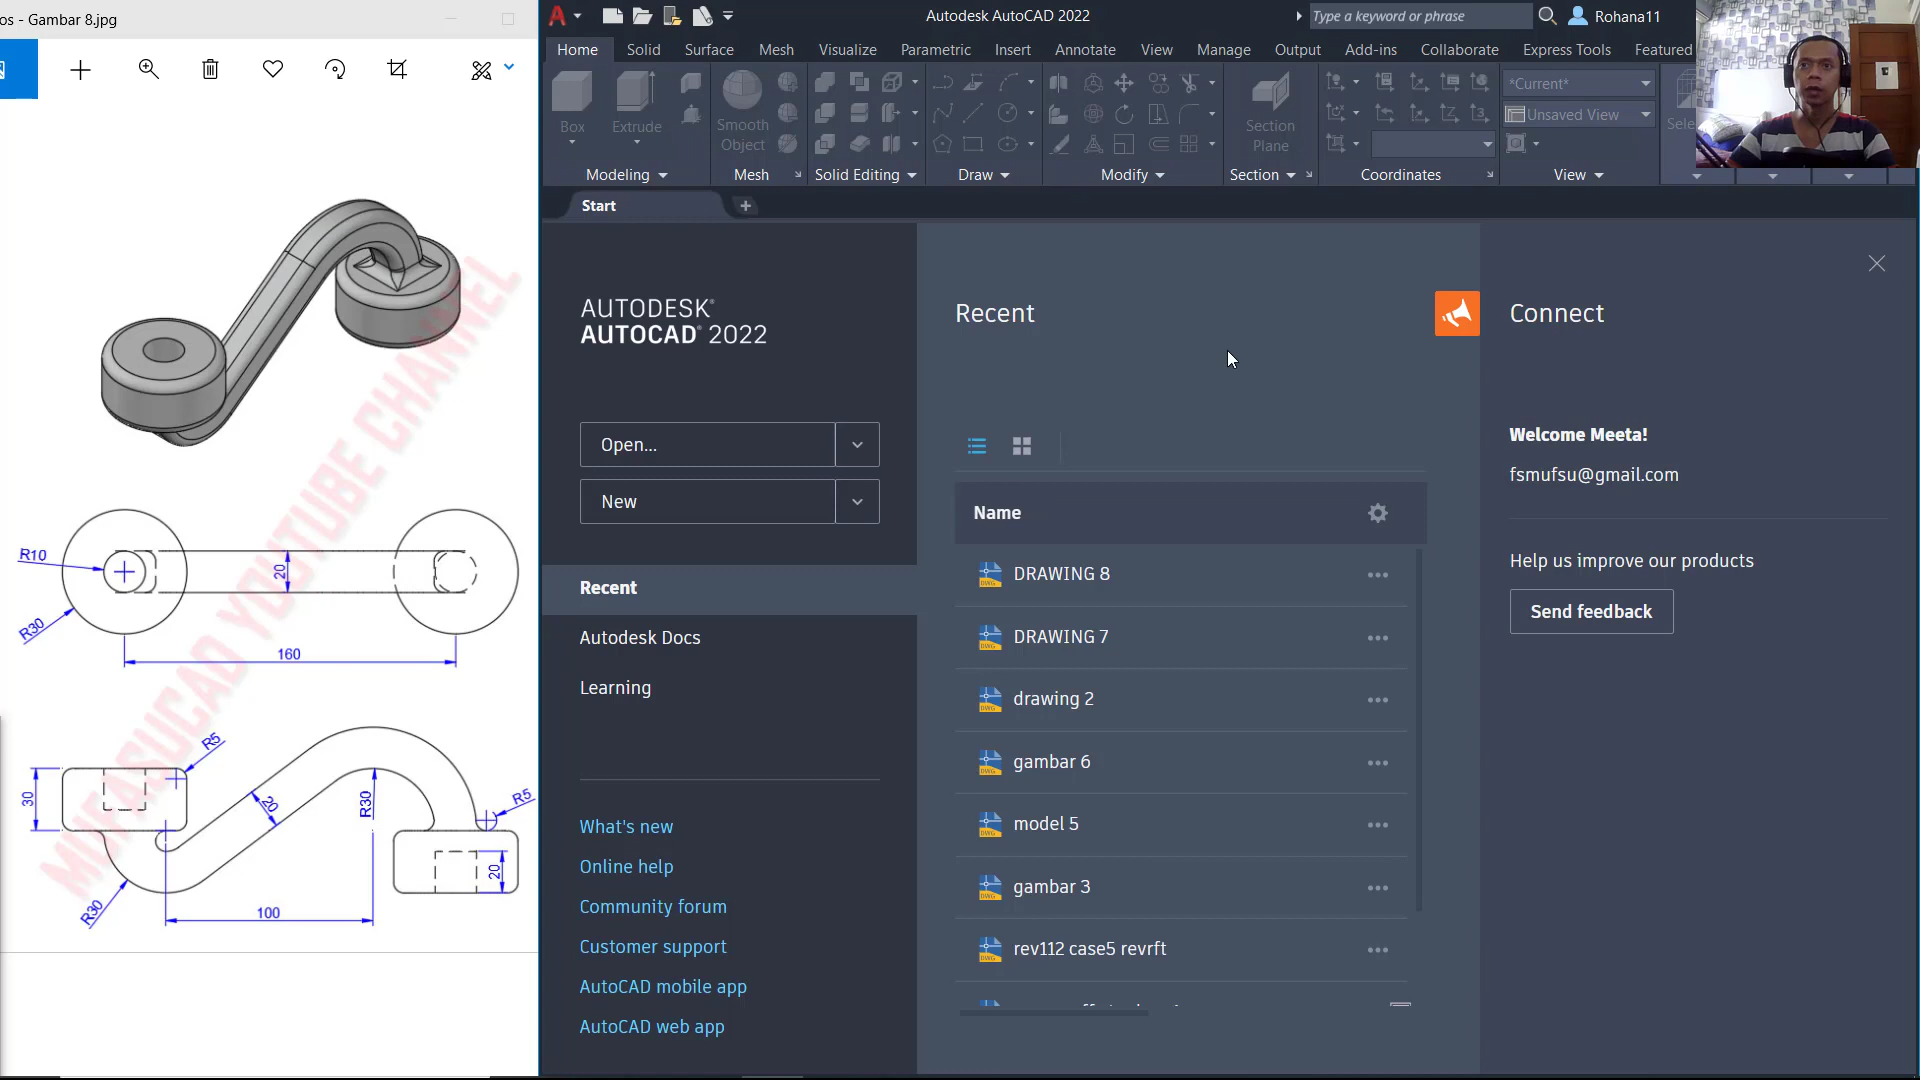 os - Gambar 8.jpg
Autodesk AutoCAD 2022
Type a keyword or phrase
Rohana11
Home
Solid
Surface
Mesh
Visualize
Parametric
Insert
Annotate
View
Manage
Output
Add-ins
Collaborate
Express Tools
Featured
Box
Extrude
Smooth
Object
Section
Plane
*Current*
Unsaved View
Modeling
Mesh
Solid Editing
Draw
Modify
Section
Coordinates
View
Start
AUTODESK
AUTOCAD 2022
Open...
New
Recent
Autodesk Docs
Learning
What's new
Online help
Community forum
Customer support
AutoCAD mobile app
AutoCAD web app
Recent
Name
DRAWING 8
DRAWING 7
drawing 2
gambar 6
model 5
gambar 3
rev112 case5 revrft
Connect
Welcome Meeta!
fsmufsu@gmail.com
Help us improve our products
Send feedback
MUFASUCAD YOUTUBE CHANNEL
R10
R30
20
160
R5
30
20
R30
R5
20
R30
100